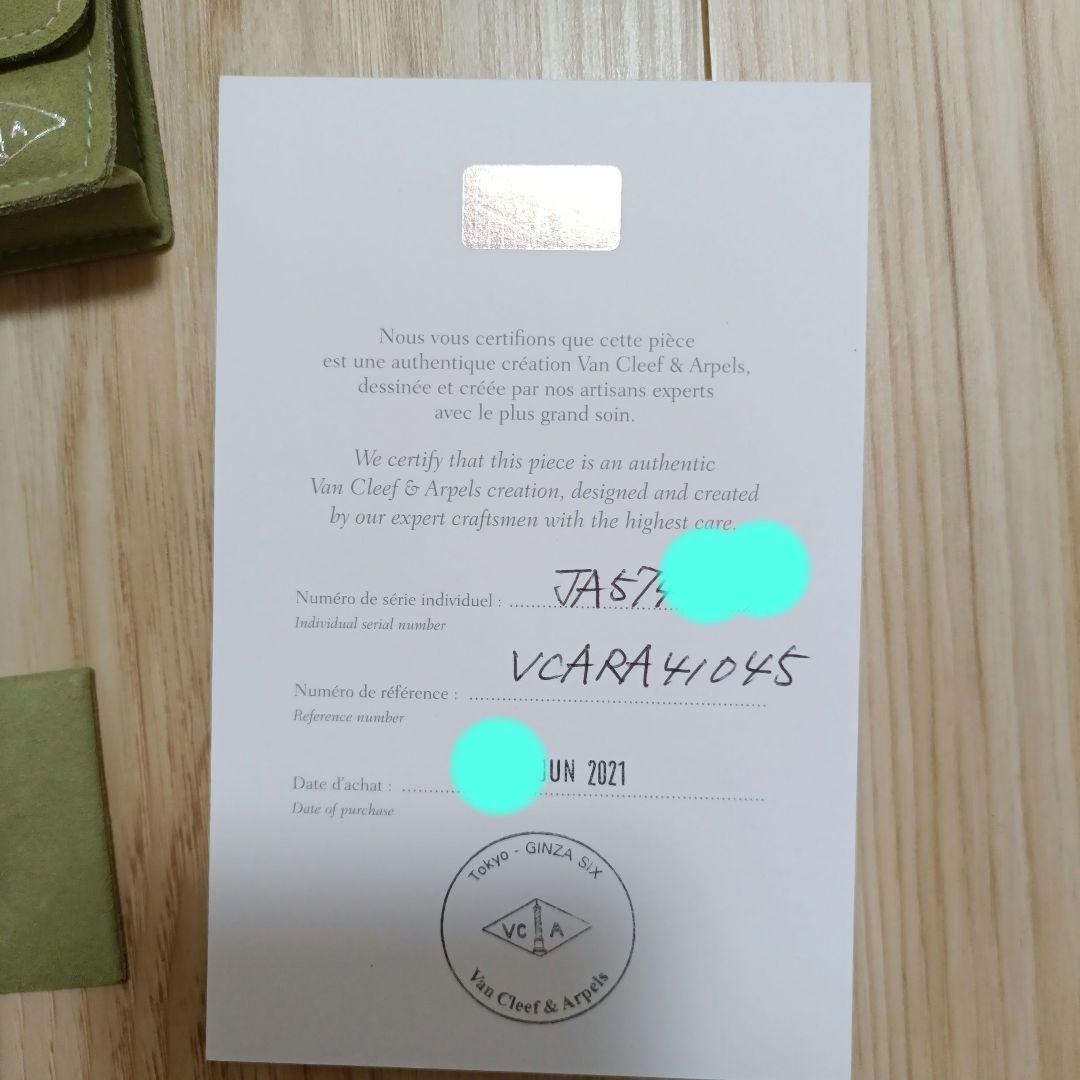 Nous vous certifions que cette pièce
est une authentique création Van Cleef & Arpels,
dessinée et créée par nos artisans experts
avec le plus grand soin.
We certify that this piece is an authentic
Van Cleef & Arpels creation, designed and created
by our expert craftsmen with the highest care.
Numéro de série individuel : JA574
Individual serial number
VCARA41045
Numéro de référence :
Reference number
Date d'achat : JUN 2021
Date of purchase
Tokyo - GINZA SIX
VC A
Van Cleef & Arpels
A